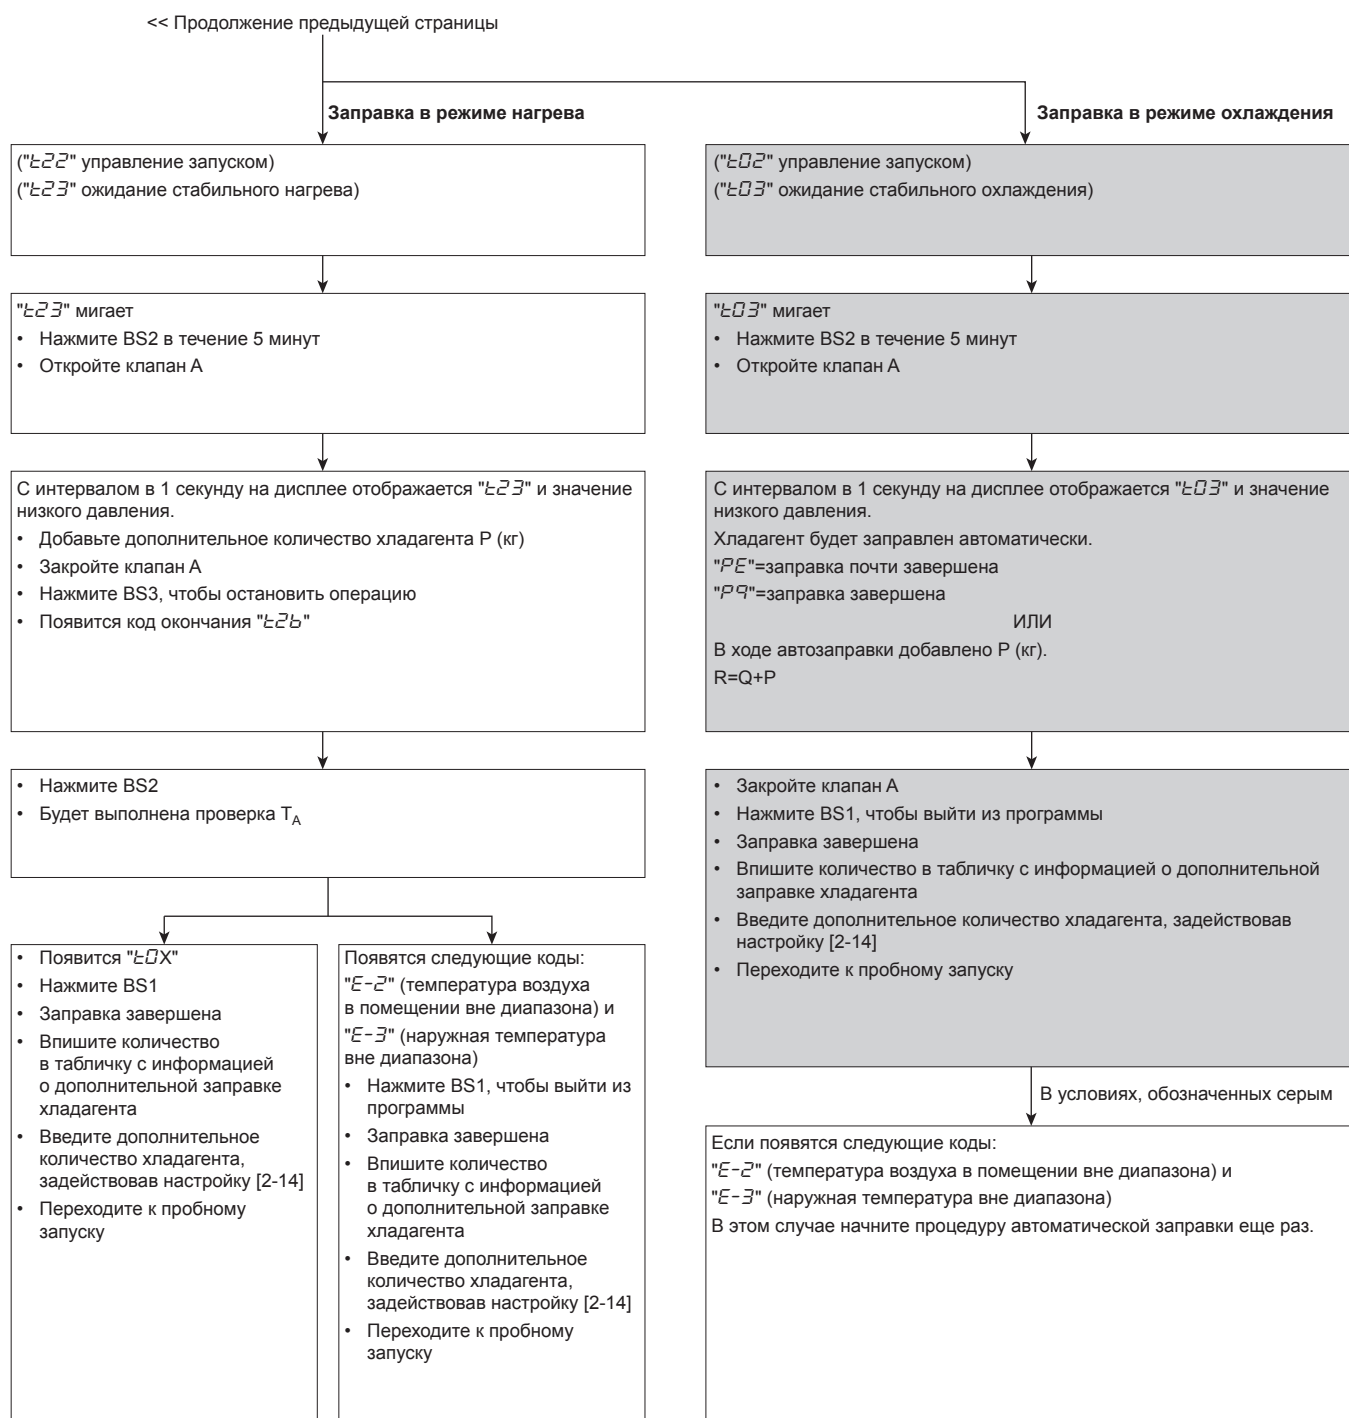 << Продолжение предыдущей страницы
Заправка в режиме нагрева
("t22" управление запуском)
("t23" ожидание стабильного нагрева)
"t23" мигает
• Нажмите BS2 в течение 5 минут
• Откройте клапан A
С интервалом в 1 секунду на дисплее отображается "t23" и значение
низкого давления.
• Добавьте дополнительное количество хладагента P (кг)
• Закройте клапан A
• Нажмите BS3, чтобы остановить операцию
• Появится код окончания "t2b"
• Нажмите BS2
• Будет выполнена проверка TA
• Появится "t0X"
• Нажмите BS1
• Заправка завершена
• Впишите количество
в табличку с информацией
о дополнительной заправке
хладагента
• Введите дополнительное
количество хладагента,
задействовав настройку [2-14]
• Переходите к пробному
запуску
Появятся следующие коды:
"E-2" (температура воздуха
в помещении вне диапазона) и
"E-3" (наружная температура
вне диапазона)
• Нажмите BS1, чтобы выйти из
программы
• Заправка завершена
• Впишите количество
в табличку с информацией
о дополнительной заправке
хладагента
• Введите дополнительное
количество хладагента,
задействовав настройку [2-14]
• Переходите к пробному
запуску
Заправка в режиме охлаждения
("t02" управление запуском)
("t03" ожидание стабильного охлаждения)
"t03" мигает
• Нажмите BS2 в течение 5 минут
• Откройте клапан A
С интервалом в 1 секунду на дисплее отображается "t03" и значение
низкого давления.
Хладагент будет заправлен автоматически.
"PE"=заправка почти завершена
"P9"=заправка завершена
ИЛИ
В ходе автозаправки добавлено P (кг).
R=Q+P
• Закройте клапан A
• Нажмите BS1, чтобы выйти из программы
• Заправка завершена
• Впишите количество в табличку с информацией о дополнительной
заправке хладагента
• Введите дополнительное количество хладагента, задействовав
настройку [2-14]
• Переходите к пробному запуску
В условиях, обозначенных серым
Если появятся следующие коды:
"E-2" (температура воздуха в помещении вне диапазона) и
"E-3" (наружная температура вне диапазона)
В этом случае начните процедуру автоматической заправки еще раз.